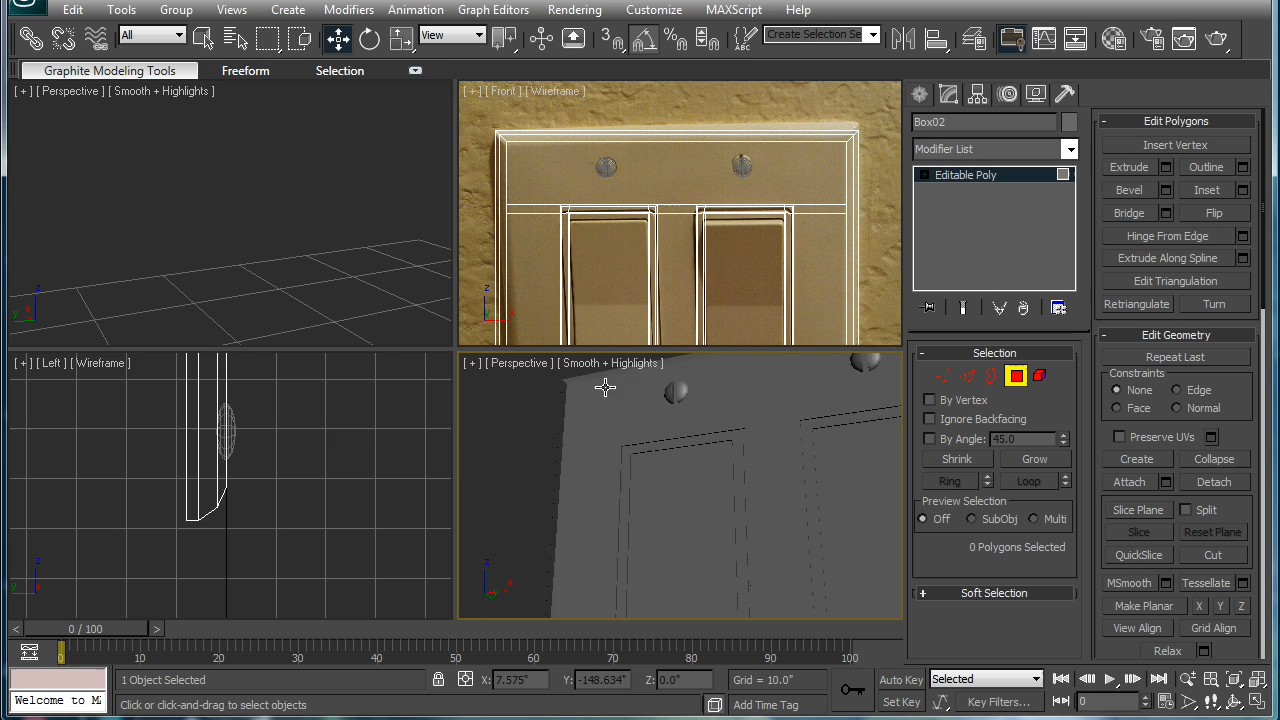 Edit Tools Group Views Create Modifiers Animation Graph Editors Rendering Customize MAXScript Help
All View 3 Create Selection Se
Graphite Modeling Tools Freeform Selection
[ + ] [ Perspective ] [ Smooth + Highlights ]
[ + ] [ Front ] [ Wireframe ]
z
y
z
x
[ + ] [ Left ] [ Wireframe ]
[ + ] [ Perspective ] [ Smooth + Highlights ]
z
y
z
Box02
Modifier List
Editable Poly
- Selection
By Vertex
Ignore Backfacing
By Angle: 45.0
Shrink Grow
Ring Loop
Preview Selection
Off SubObj Multi
0 Polygons Selected
+ Soft Selection
- Edit Polygons
Insert Vertex
Extrude Outline
Bevel Inset
Bridge Flip
Hinge From Edge
Extrude Along Spline
Edit Triangulation
Retriangulate Turn
- Edit Geometry
Repeat Last
Constraints
None Edge
Face Normal
Preserve UVs
Create Collapse
Attach Detach
Slice Plane Split
Slice Reset Plane
QuickSlice Cut
MSmooth Tessellate
Make Planar X Y Z
View Align Grid Align
Relax
< 0 / 100 >
0 10 20 30 40 50 60 70 80 90 100
1 Object Selected X: 7.575" Y: -148.634" Z: 0.0" Grid = 10.0" Auto Key Selected
Welcome to M Click or click-and-drag to select objects Add Time Tag Set Key Key Filters... 0